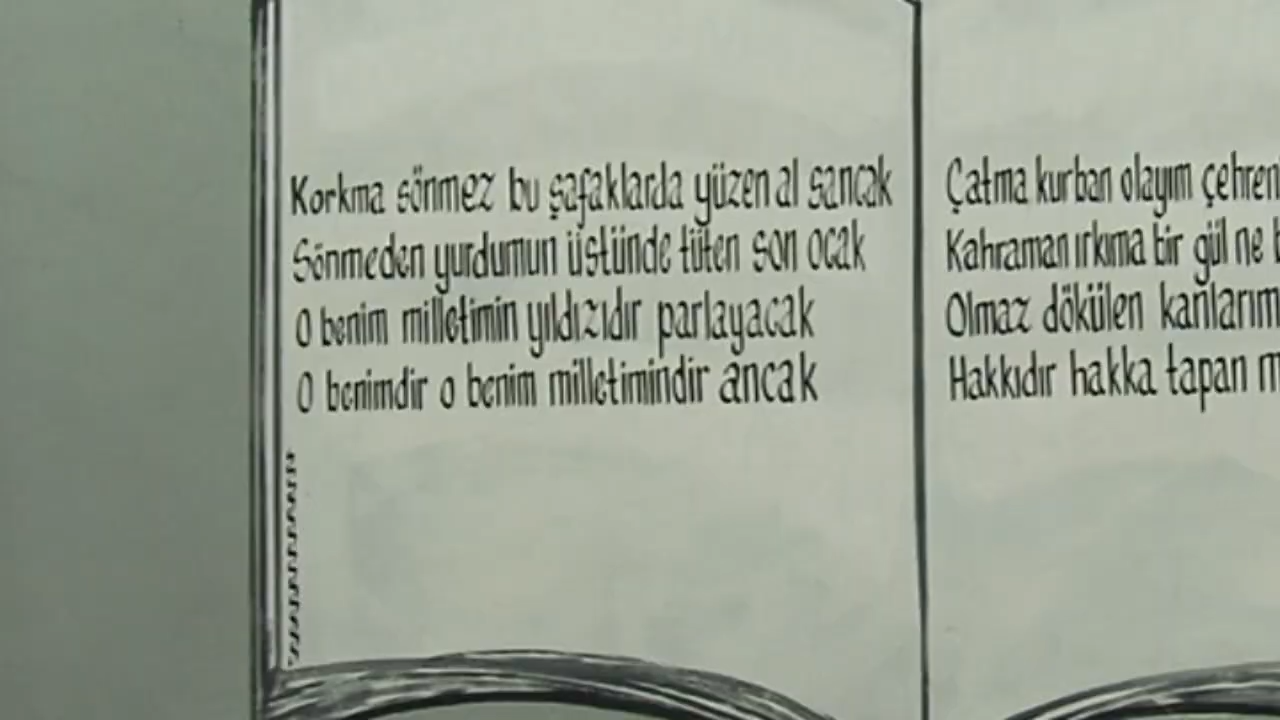 Korkma sönmez bu şafaklarda yüzen al sancak
Sönmeden yurdumun üstünde tüten son ocak
O benim milletimin yıldızıdır parlayacak
O benimdir o benim milletimindir ancak
Çatma kurban olayım çehren
Kahraman ırkıma bir gül ne
Olmaz dökülen kanlarım
Hakkıdır hakka tapan